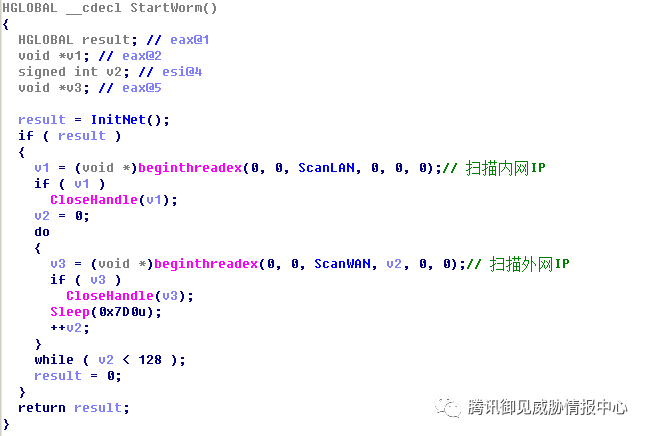 HGLOBAL __cdecl StartWorm()
{
  HGLOBAL result; // eax@1
  void *v1; // eax@2
  signed int v2; // esi@4
  void *v3; // eax@5

  result = InitNet();
  if ( result )
  {
    v1 = (void *)beginthreadex(0, 0, ScanLAN, 0, 0, 0);// 扫描内网IP
    if ( v1 )
      CloseHandle(v1);
    v2 = 0;
    do
    {
      v3 = (void *)beginthreadex(0, 0, ScanWAN, v2, 0, 0);// 扫描外网IP
      if ( v3 )
        CloseHandle(v3);
      Sleep(0x7D0u);
      ++v2;
    }
    while ( v2 < 128 );
    result = 0;
  }
  return result;
}
腾讯御见威胁情报中心